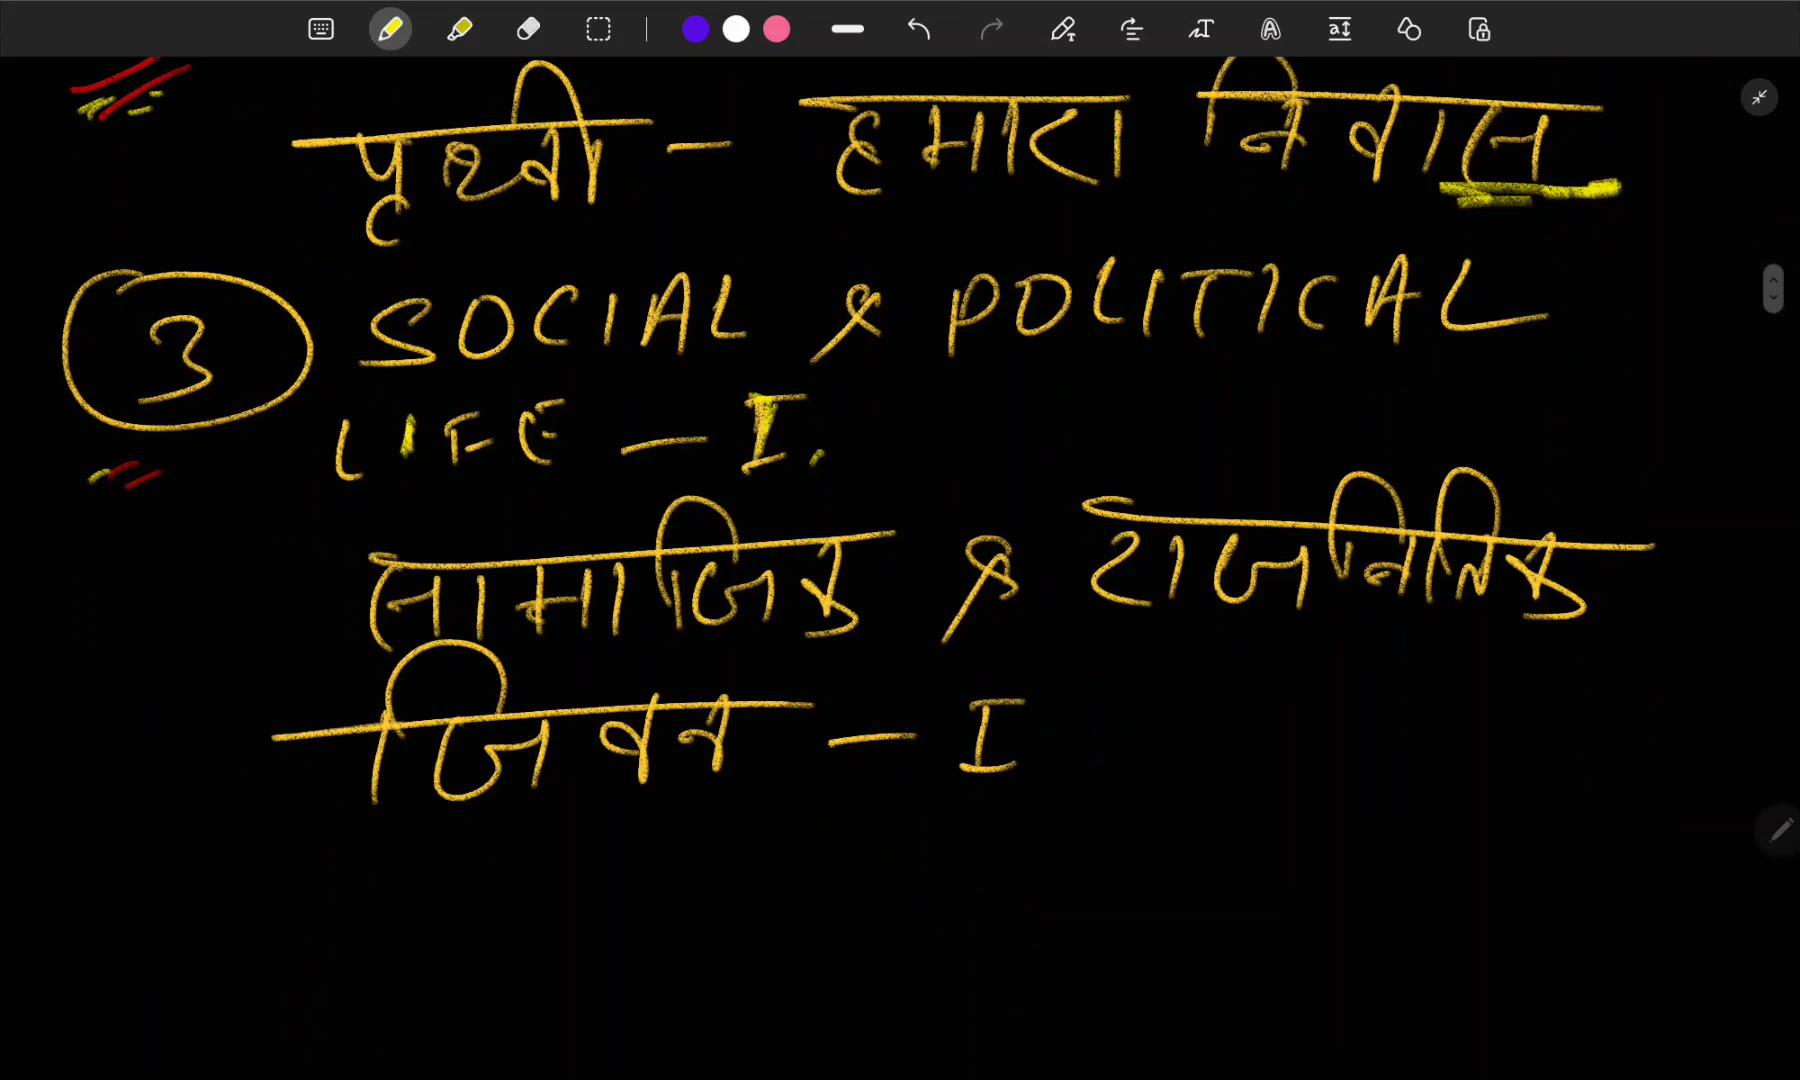 पृथ्वी - हमारा निवास
3 SOCIAL & POLITICAL
LIFE - I.
सामाजिक & राजनितिक
जिवन - I